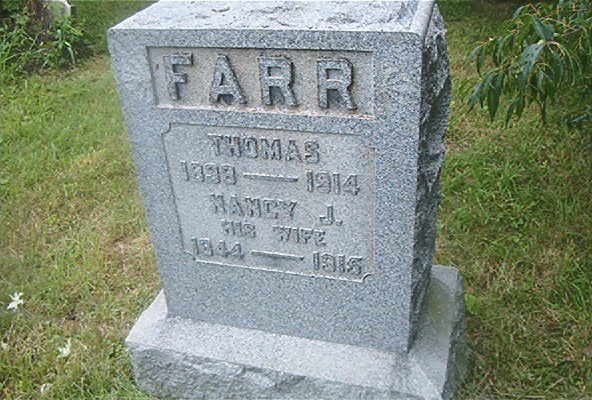 FARR
THOMAS
1838 — 1914
NANCY J.
HIS WIFE
1844 — 1915